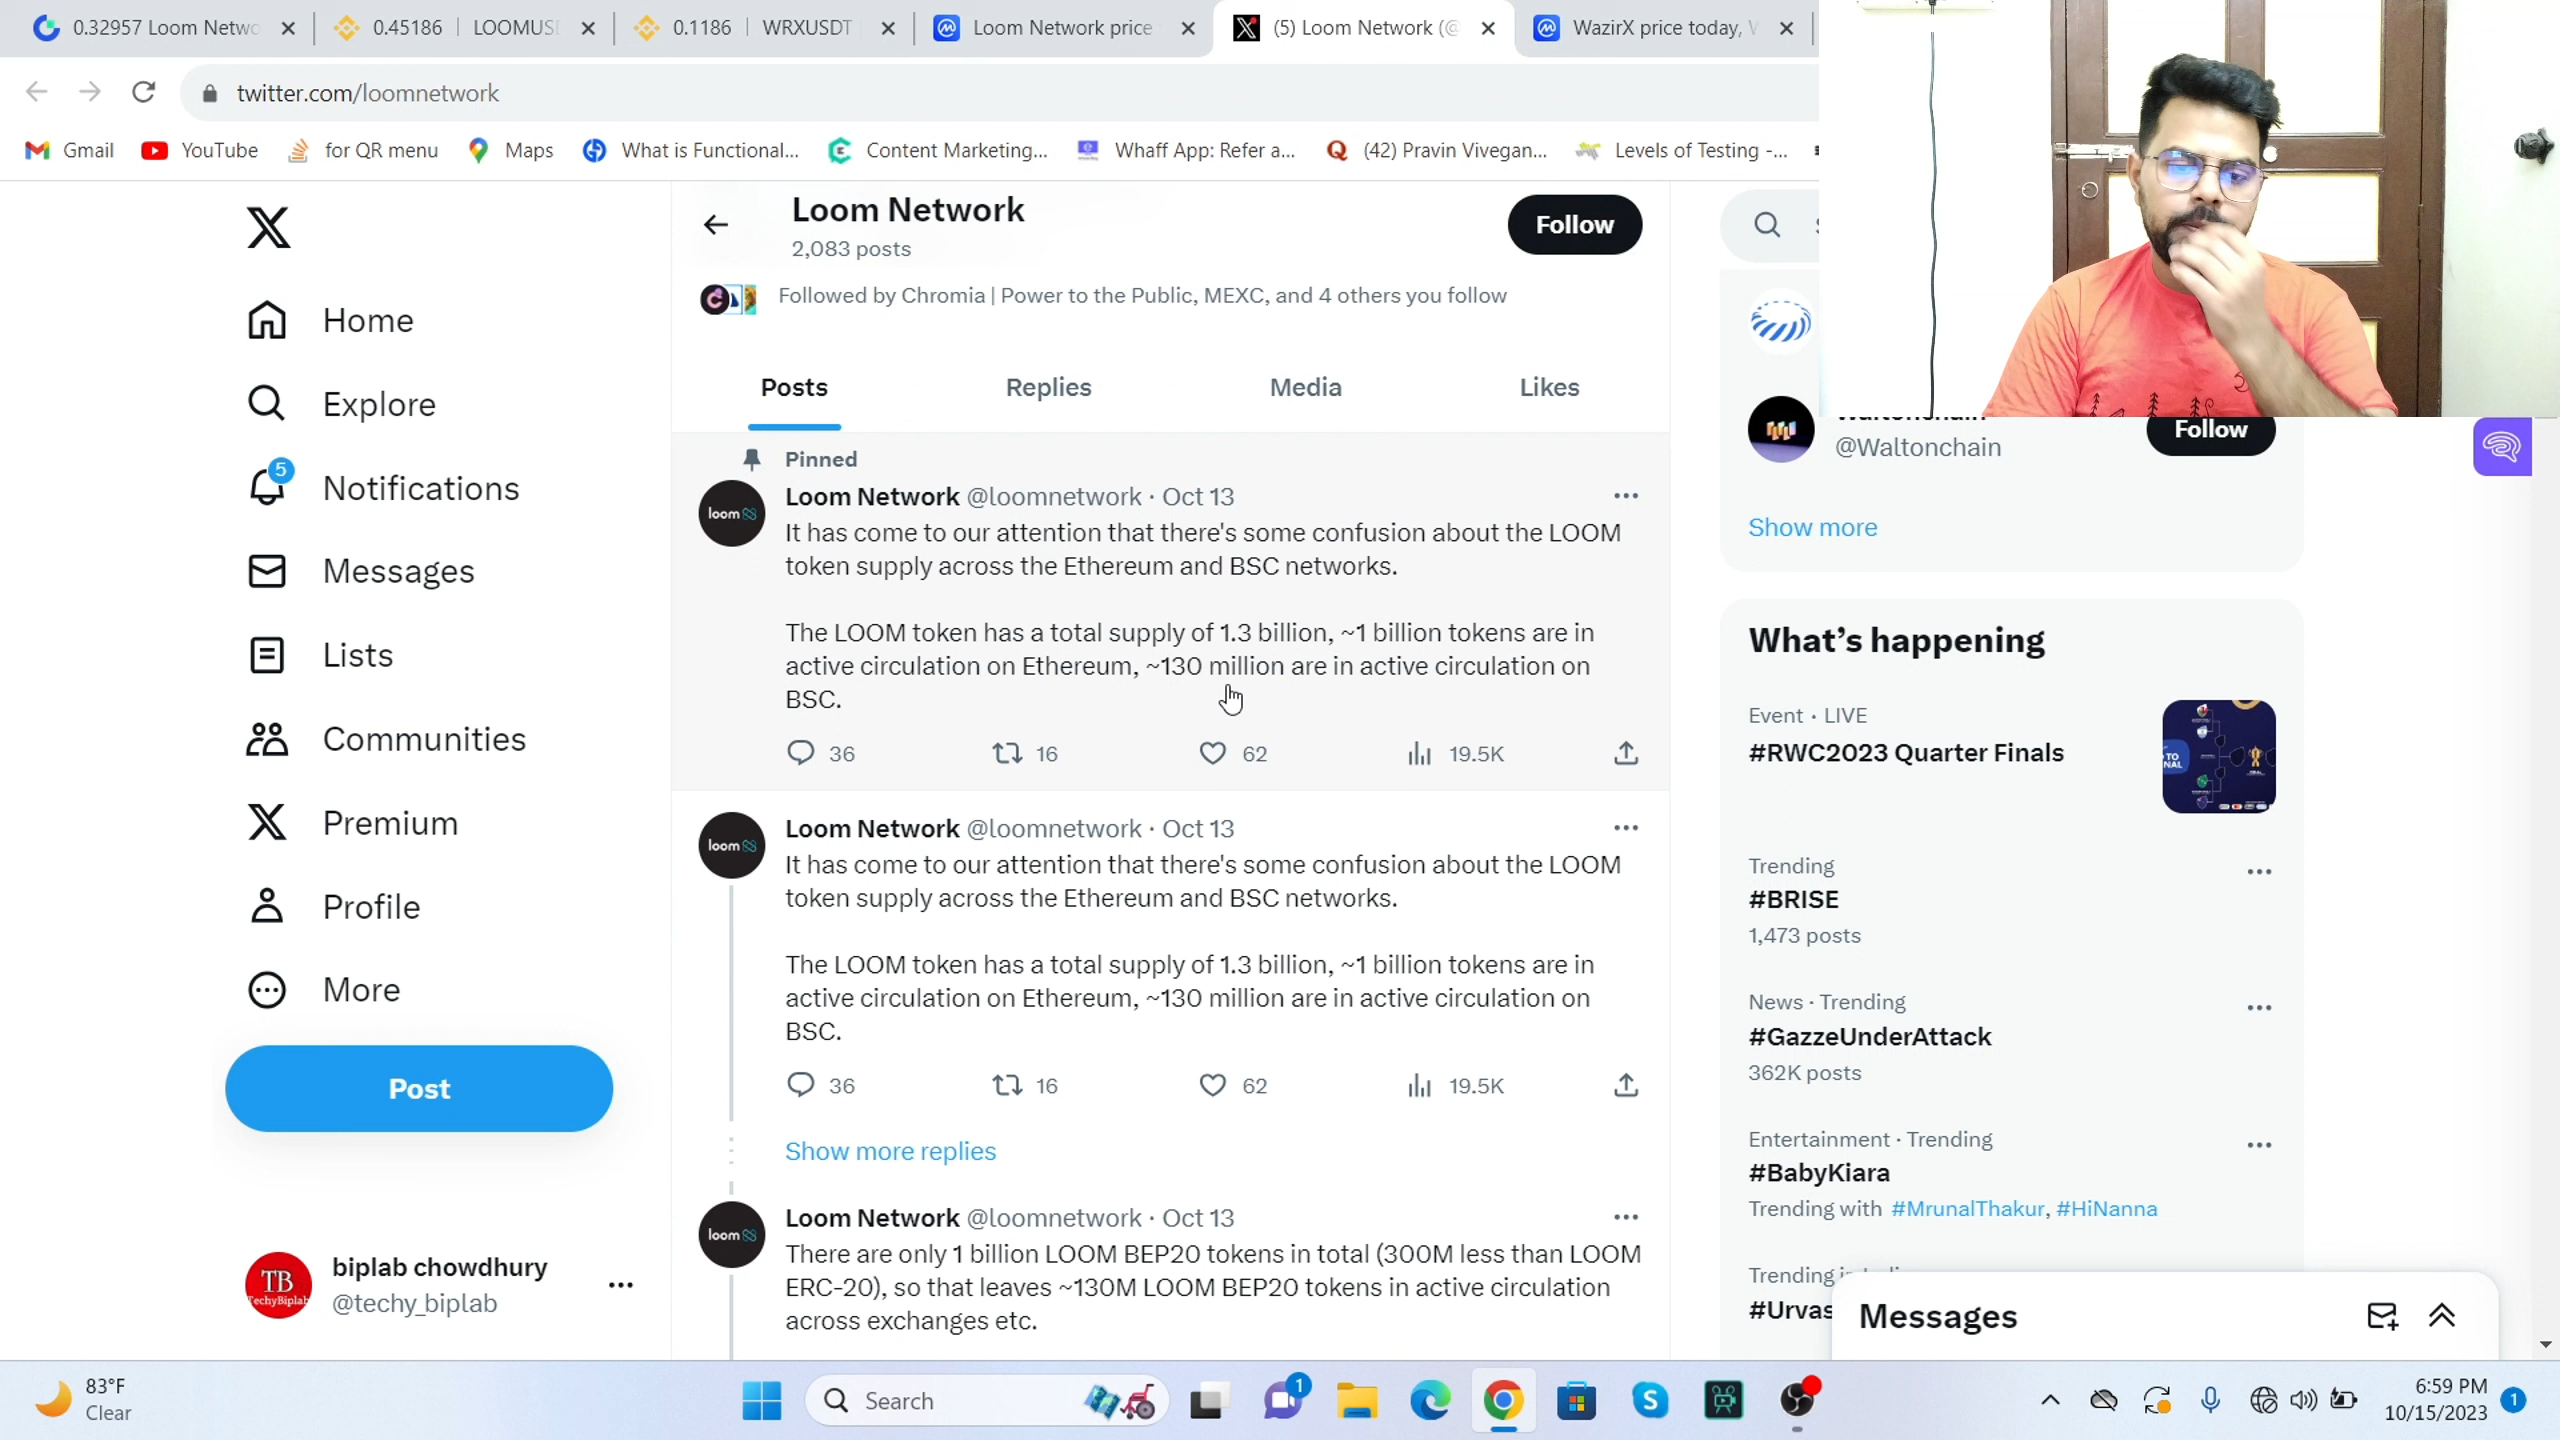 0.32957 Loom Netwo
0.45186 | LOOMUS
0.1186 | WRXUSDT
Loom Network price
(5) Loom Network (@
WazirX price today, W
twitter.com/loomnetwork
Gmail
YouTube
for QR menu
Maps
What is Functional...
Content Marketing...
Whaff App: Refer a...
(42) Pravin Vivegan...
Levels of Testing -...
Loom Network
2,083 posts
Follow
Followed by Chromia | Power to the Public, MEXC, and 4 others you follow
Posts
Replies
Media
Likes
Home
Explore
5
Notifications
Messages
Lists
Communities
Premium
Profile
More
Post
biplab chowdhury
@techy_biplab
TB
TechyBiplab
Pinned
Loom Network @loomnetwork · Oct 13
loom
It has come to our attention that there's some confusion about the LOOM
token supply across the Ethereum and BSC networks.
The LOOM token has a total supply of 1.3 billion, ~1 billion tokens are in
active circulation on Ethereum, ~130 million are in active circulation on
BSC.
36 16 62 19.5K
Loom Network @loomnetwork · Oct 13
loom
It has come to our attention that there's some confusion about the LOOM
token supply across the Ethereum and BSC networks.
The LOOM token has a total supply of 1.3 billion, ~1 billion tokens are in
active circulation on Ethereum, ~130 million are in active circulation on
BSC.
36 16 62 19.5K
Show more replies
Loom Network @loomnetwork · Oct 13
loom
There are only 1 billion LOOM BEP20 tokens in total (300M less than LOOM
ERC-20), so that leaves ~130M LOOM BEP20 tokens in active circulation
across exchanges etc.
@Waltonchain
Follow
Show more
What's happening
Event · LIVE
#RWC2023 Quarter Finals
Trending
#BRISE
1,473 posts
News · Trending
#GazzeUnderAttack
362K posts
Entertainment · Trending
#BabyKiara
Trending with #MrunalThakur, #HiNanna
Trending
#Urvas
Messages
83°F
Clear
Search
1
6:59 PM
10/15/2023
1